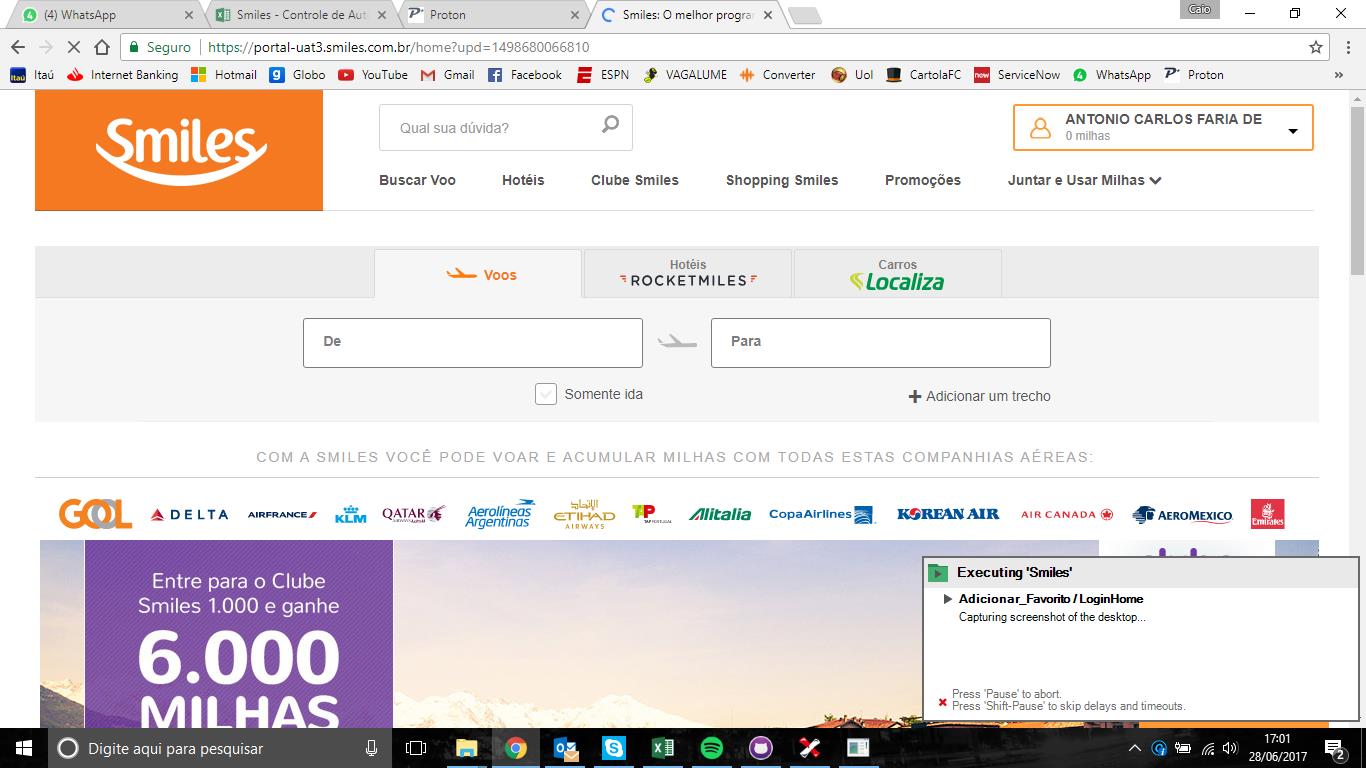 (4) WhatsApp
Smiles - Controle de Aut
Proton
Smiles: O melhor progra
Caio
Seguro
https://portal-uat3.smiles.com.br/home?upd=1498680066810
Itaú
Internet Banking
Hotmail
Globo
YouTube
Gmail
Facebook
ESPN
VAGALUME
Converter
Uol
CartolaFC
ServiceNow
WhatsApp
Proton
Smiles
Qual sua dúvida?
ANTONIO CARLOS FARIA DE
0 milhas
Buscar Voo
Hotéis
Clube Smiles
Shopping Smiles
Promoções
Juntar e Usar Milhas
Voos
Hotéis
ROCKETMILES
Carros
Localiza
De
Para
Somente ida
Adicionar um trecho
COM A SMILES VOCÊ PODE VOAR E ACUMULAR MILHAS COM TODAS ESTAS COMPANHIAS AÉREAS:
GOL
DELTA
AIRFRANCE
KLM
QATAR
AIRWAYS
Aerolíneas
Argentinas
ETIHAD
AIRWAYS
TAP
TAP PORTUGAL
Alitalia
CopaAirlines
KOREAN AIR
AIR CANADA
AEROMEXICO
Emirates
Entre para o Clube
Smiles 1.000 e ganhe
6.000
MILHAS
Executing 'Smiles'
Adicionar_Favorito / LoginHome
Capturing screenshot of the desktop...
Press 'Pause' to abort.
Press 'Shift-Pause' to skip delays and timeouts.
Digite aqui para pesquisar
17:01
28/06/2017
2